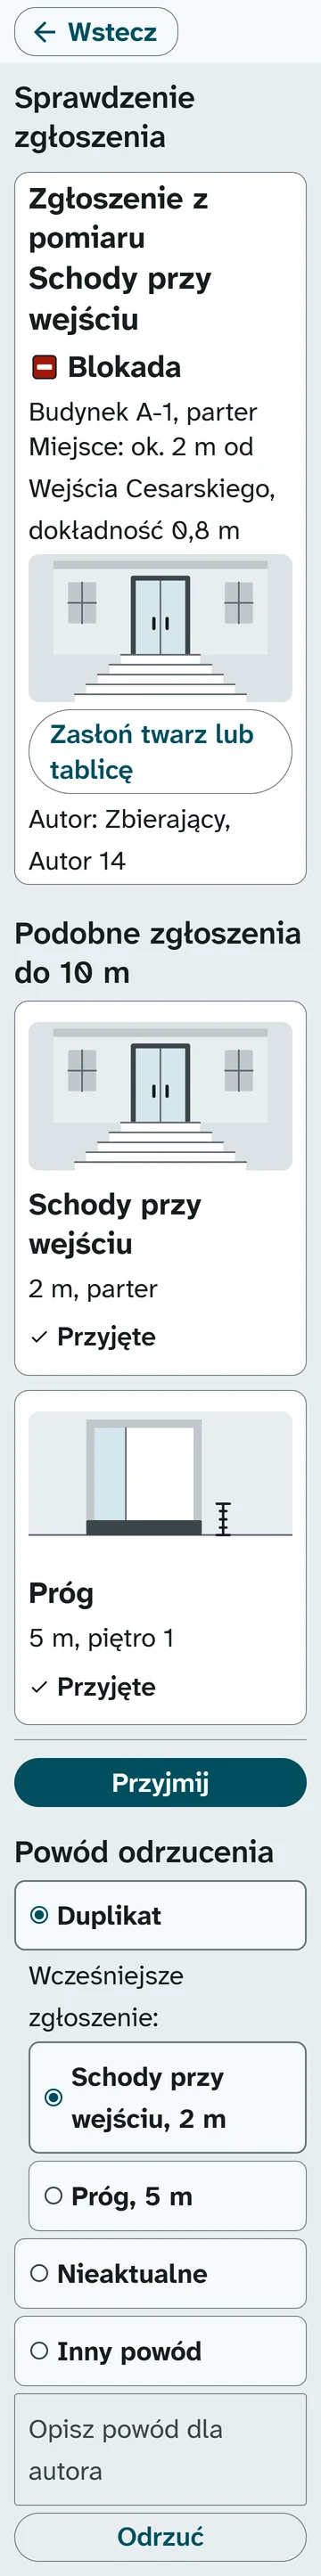 Wstecz
Sprawdzenie
zgłoszenia
Zgłoszenie z
pomiaru
Schody przy
wejściu
Blokada
Budynek A-1, parter
Miejsce: ok. 2 m od
Wejścia Cesarskiego,
dokładność 0,8 m
Zasłoń twarz lub
tablicę
Autor: Zbierający,
Autor 14
Podobne zgłoszenia
do 10 m
Schody przy
wejściu
2 m, parter
Przyjęte
Próg
5 m, piętro 1
Przyjęte
Przyjmij
Powód odrzucenia
Duplikat
Wcześniejsze
zgłoszenie:
Schody przy
wejściu, 2 m
Próg, 5 m
Nieaktualne
Inny powód
Opisz powód dla
autora
Odrzuć